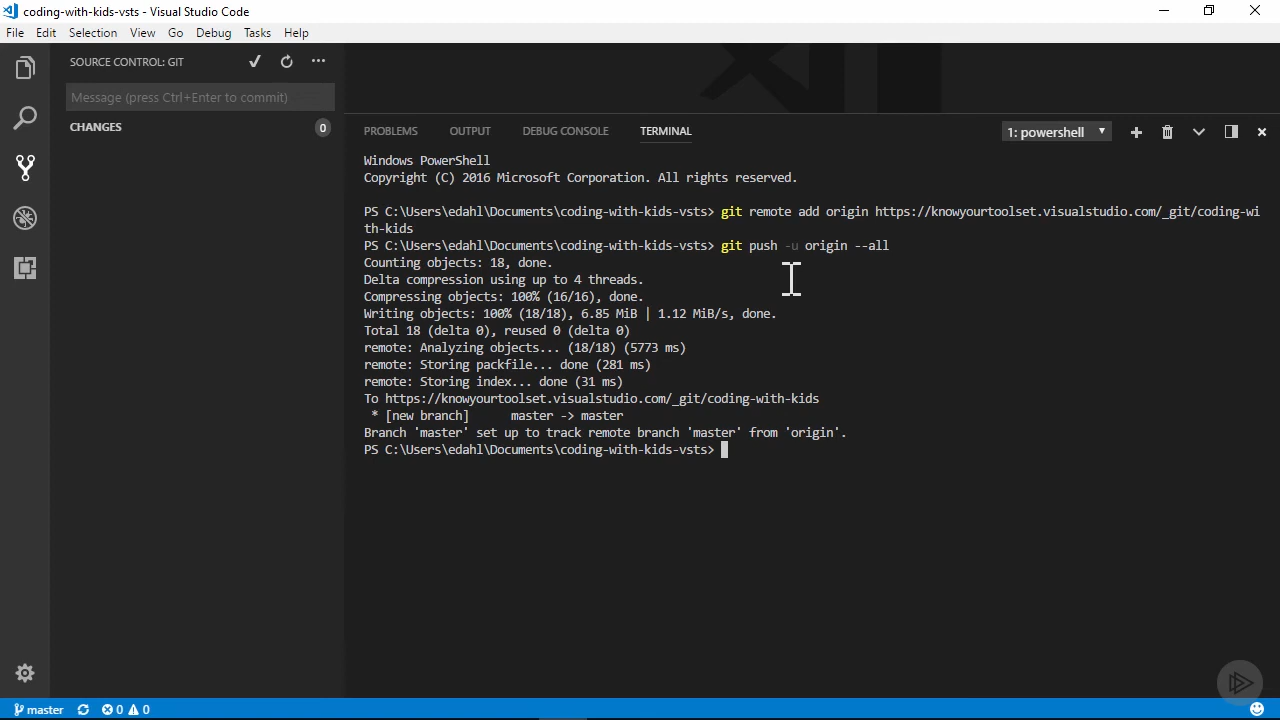 coding-with-kids-vsts - Visual Studio Code
File Edit Selection View Go Debug Tasks Help
SOURCE CONTROL: GIT
Message (press Ctrl+Enter to commit)
CHANGES 0
PROBLEMS OUTPUT DEBUG CONSOLE TERMINAL 1: powershell
Windows PowerShell
Copyright (C) 2016 Microsoft Corporation. All rights reserved.
PS C:\Users\edahl\Documents\coding-with-kids-vsts> git remote add origin https://knowyourtoolset.visualstudio.com/_git/coding-wi
th-kids
PS C:\Users\edahl\Documents\coding-with-kids-vsts> git push -u origin --all
Counting objects: 18, done.
Delta compression using up to 4 threads.
Compressing objects: 100% (16/16), done.
Writing objects: 100% (18/18), 6.85 MiB | 1.12 MiB/s, done.
Total 18 (delta 0), reused 0 (delta 0)
remote: Analyzing objects... (18/18) (5773 ms)
remote: Storing packfile... done (281 ms)
remote: Storing index... done (31 ms)
To https://knowyourtoolset.visualstudio.com/_git/coding-with-kids
 * [new branch]      master -> master
Branch 'master' set up to track remote branch 'master' from 'origin'.
PS C:\Users\edahl\Documents\coding-with-kids-vsts>
master 0 0